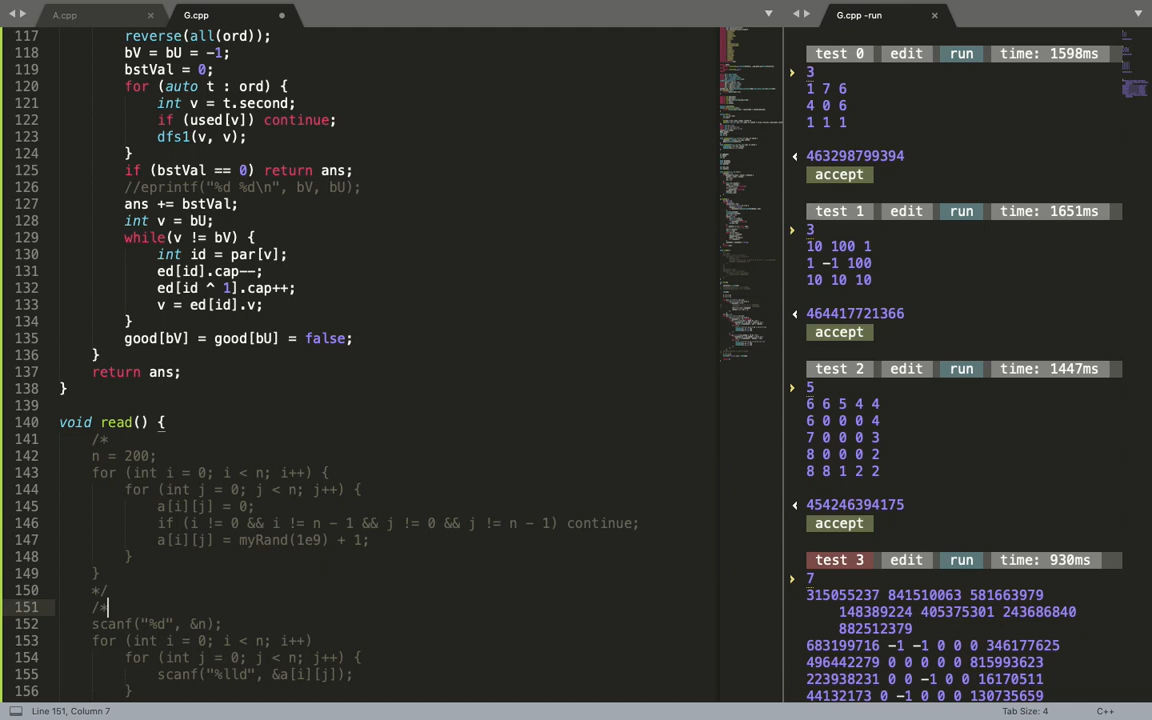 A.cpp
G.cpp
117 reverse(all(ord));
118 bV = bU = -1;
119 bstVal = 0;
120 for (auto t : ord) {
121 int v = t.second;
122 if (used[v]) continue;
123 dfs1(v, v);
124 }
125 if (bstVal == 0) return ans;
126 //eprintf("%d %d\n", bV, bU);
127 ans += bstVal;
128 int v = bU;
129 while(v != bV) {
130 int id = par[v];
131 ed[id].cap--;
132 ed[id ^ 1].cap++;
133 v = ed[id].v;
134 }
135 good[bV] = good[bU] = false;
136 }
137 return ans;
138 }
139
140 void read() {
141 /*
142 n = 200;
143 for (int i = 0; i < n; i++) {
144 for (int j = 0; j < n; j++) {
145 a[i][j] = 0;
146 if (i != 0 && i != n - 1 && j != 0 && j != n - 1) continue;
147 a[i][j] = myRand(1e9) + 1;
148 }
149 }
150 */
151 /*
152 scanf("%d", &n);
153 for (int i = 0; i < n; i++)
154 for (int j = 0; j < n; j++) {
155 scanf("%lld", &a[i][j]);
156 }
Line 151, Column 7
G.cpp -run
test 0 edit run time: 1598ms
3
1 7 6
4 0 6
1 1 1
463298799394
accept
test 1 edit run time: 1651ms
3
10 100 1
1 -1 100
10 10 10
464417721366
accept
test 2 edit run time: 1447ms
5
6 6 5 4 4
6 0 0 0 4
7 0 0 0 3
8 0 0 0 2
8 8 1 2 2
454246394175
accept
test 3 edit run time: 930ms
7
315055237 841510063 581663979
148389224 405375301 243686840
882512379
683199716 -1 -1 0 0 0 346177625
496442279 0 0 0 0 0 815993623
223938231 0 0 -1 0 0 16170511
44132173 0 -1 0 0 0 130735659
Tab Size: 4
C++